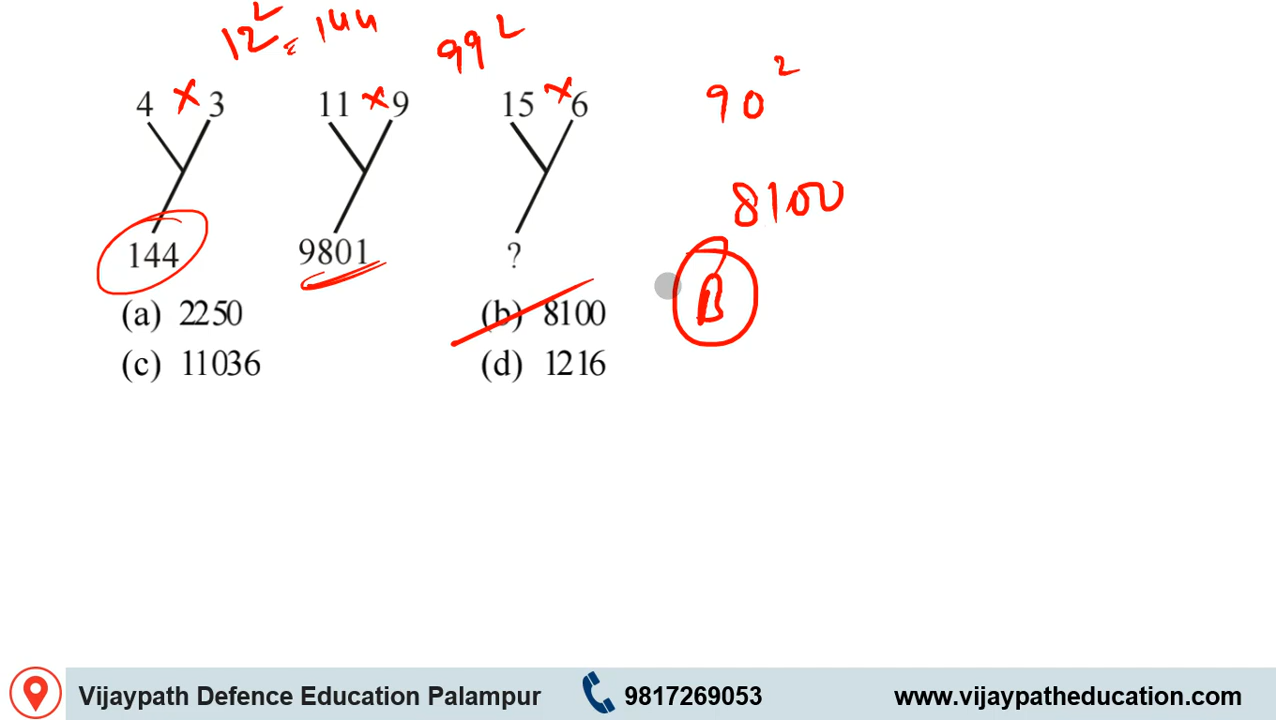 12² = 144
99²
90²
4 × 3 11 × 9 15 × 6
8100
144 9801 ?
B
(a) 2250 (b) 8100
(c) 11036 (d) 1216
Vijaypath Defence Education Palampur 9817269053 www.vijaypatheducation.com